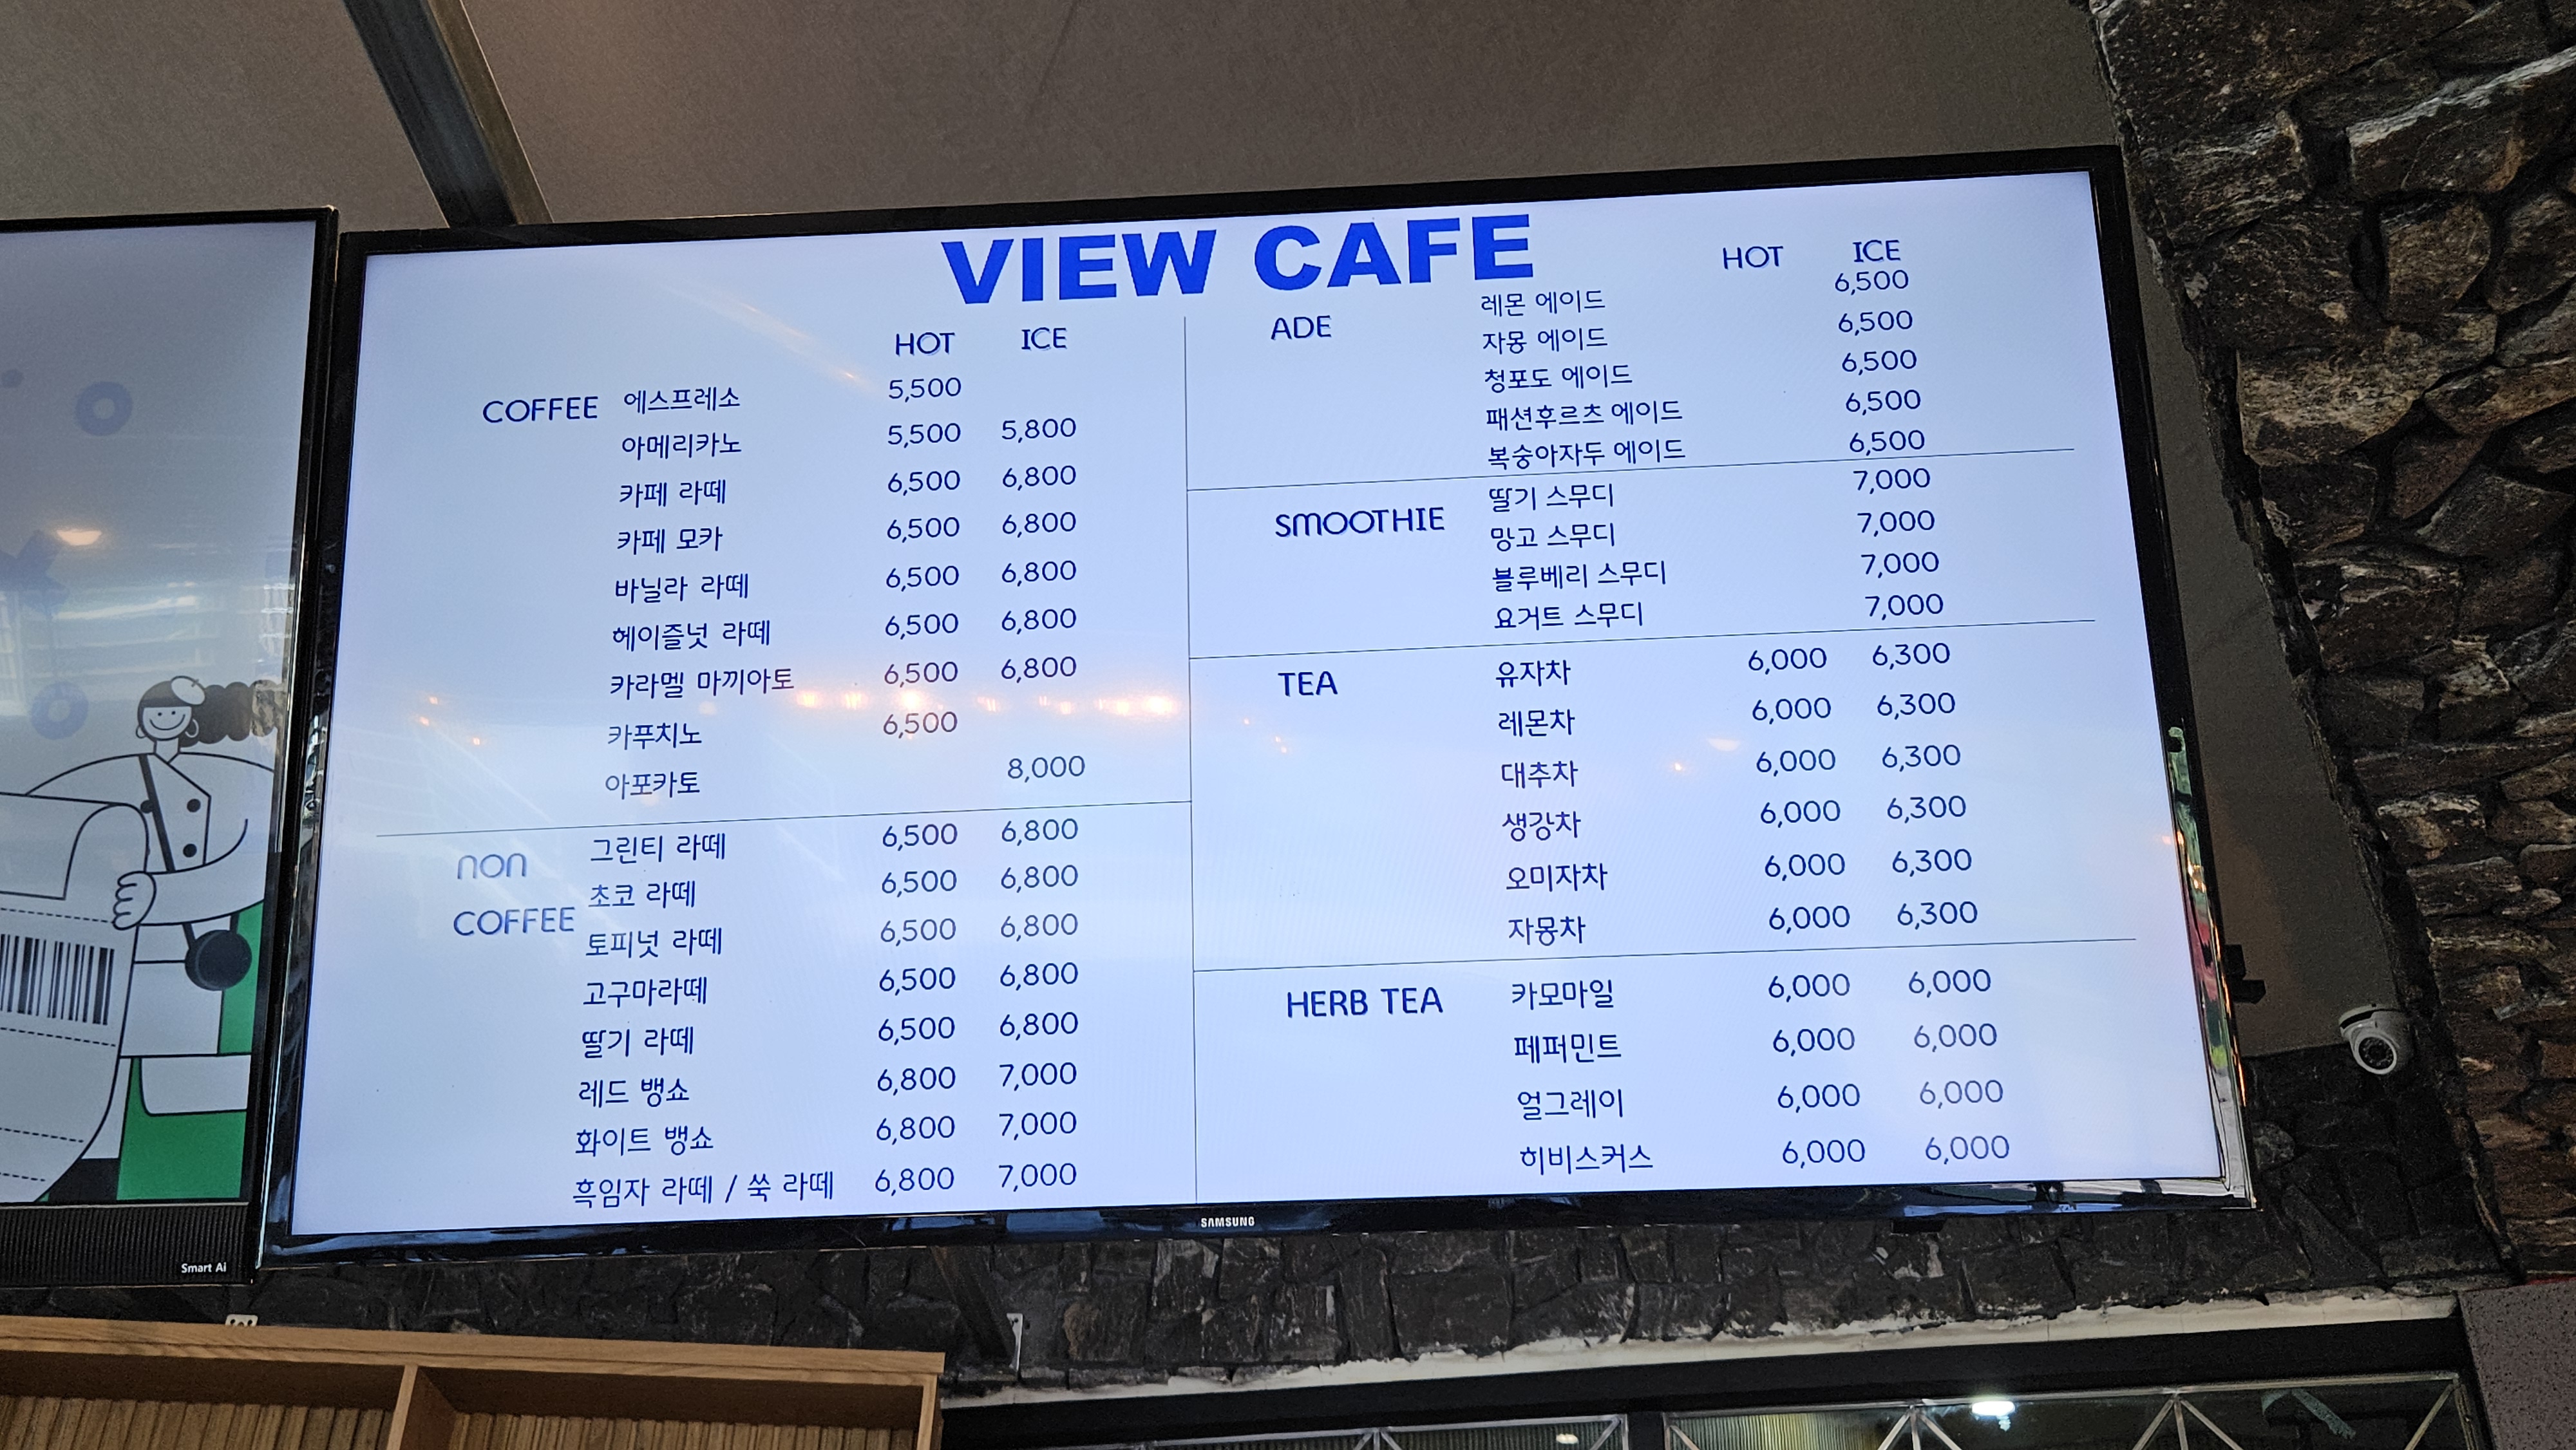 VIEW CAFE
HOT ICE
COFFEE 에스프레소 5,500
아메리카노 5,500 5,800
카페 라떼 6,500 6,800
카페 모카 6,500 6,800
바닐라 라떼 6,500 6,800
헤이즐넛 라떼 6,500 6,800
카라멜 마끼아토 6,500 6,800
카푸치노 6,500
아포카토 8,000
NON
COFFEE
그린티 라떼 6,500 6,800
초코 라떼 6,500 6,800
토피넛 라떼 6,500 6,800
고구마라떼 6,500 6,800
딸기 라떼 6,500 6,800
레드 뱅쇼 6,800 7,000
화이트 뱅쇼 6,800 7,000
흑임자 라떼 / 쑥 라떼 6,800 7,000
HOT ICE
ADE 레몬 에이드 6,500
자몽 에이드 6,500
청포도 에이드 6,500
패션후르츠 에이드 6,500
복숭아자두 에이드 6,500
SMOOTHIE 딸기 스무디 7,000
망고 스무디 7,000
블루베리 스무디 7,000
요거트 스무디 7,000
TEA 유자차 6,000 6,300
레몬차 6,000 6,300
대추차 6,000 6,300
생강차 6,000 6,300
오미자차 6,000 6,300
자몽차 6,000 6,300
HERB TEA 카모마일 6,000 6,000
페퍼민트 6,000 6,000
얼그레이 6,000 6,000
히비스커스 6,000 6,000
SAMSUNG
Smart Ai